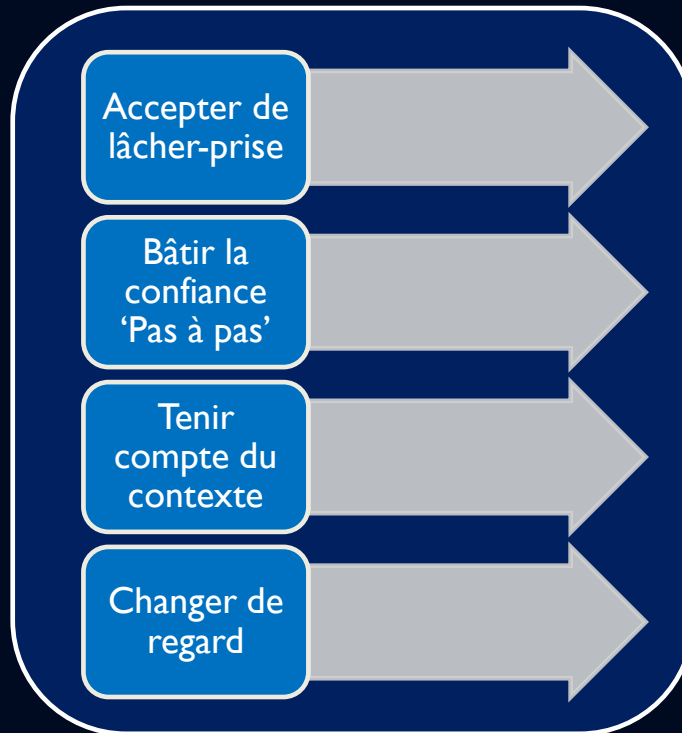 Accepter de
lâcher-prise
Bâtir la
confiance
‘Pas à pas’
Tenir
compte du
contexte
Changer de
regard